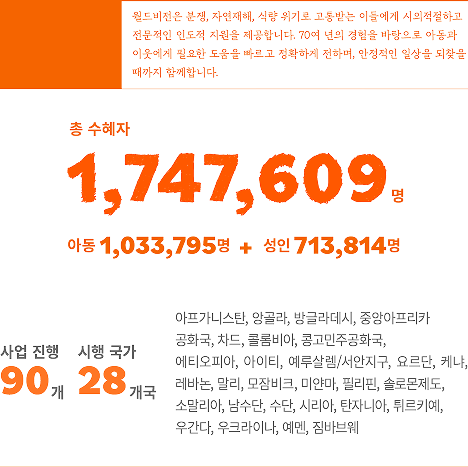 월드비전은 분쟁, 자연재해, 식량 위기로 고통받는 이들에게 시의적절하고
전문적인 인도적 지원을 제공합니다. 70여 년의 경험을 바탕으로 아동과
이웃에게 필요한 도움을 빠르고 정확하게 전하며, 안정적인 일상을 되찾을
때까지 함께합니다.
총 수혜자
1,747,609 명
아동 1,033,795명 + 성인 713,814명
사업 진행
90 개
시행 국가
28 개국
아프가니스탄, 앙골라, 방글라데시, 중앙아프리카
공화국, 차드, 콜롬비아, 콩고민주공화국,
에티오피아, 아이티, 예루살렘/서안지구, 요르단, 케냐,
레바논, 말리, 모잠비크, 미얀마, 필리핀, 솔로몬제도,
소말리아, 남수단, 수단, 시리아, 탄자니아, 튀르키예,
우간다, 우크라이나, 예멘, 짐바브웨